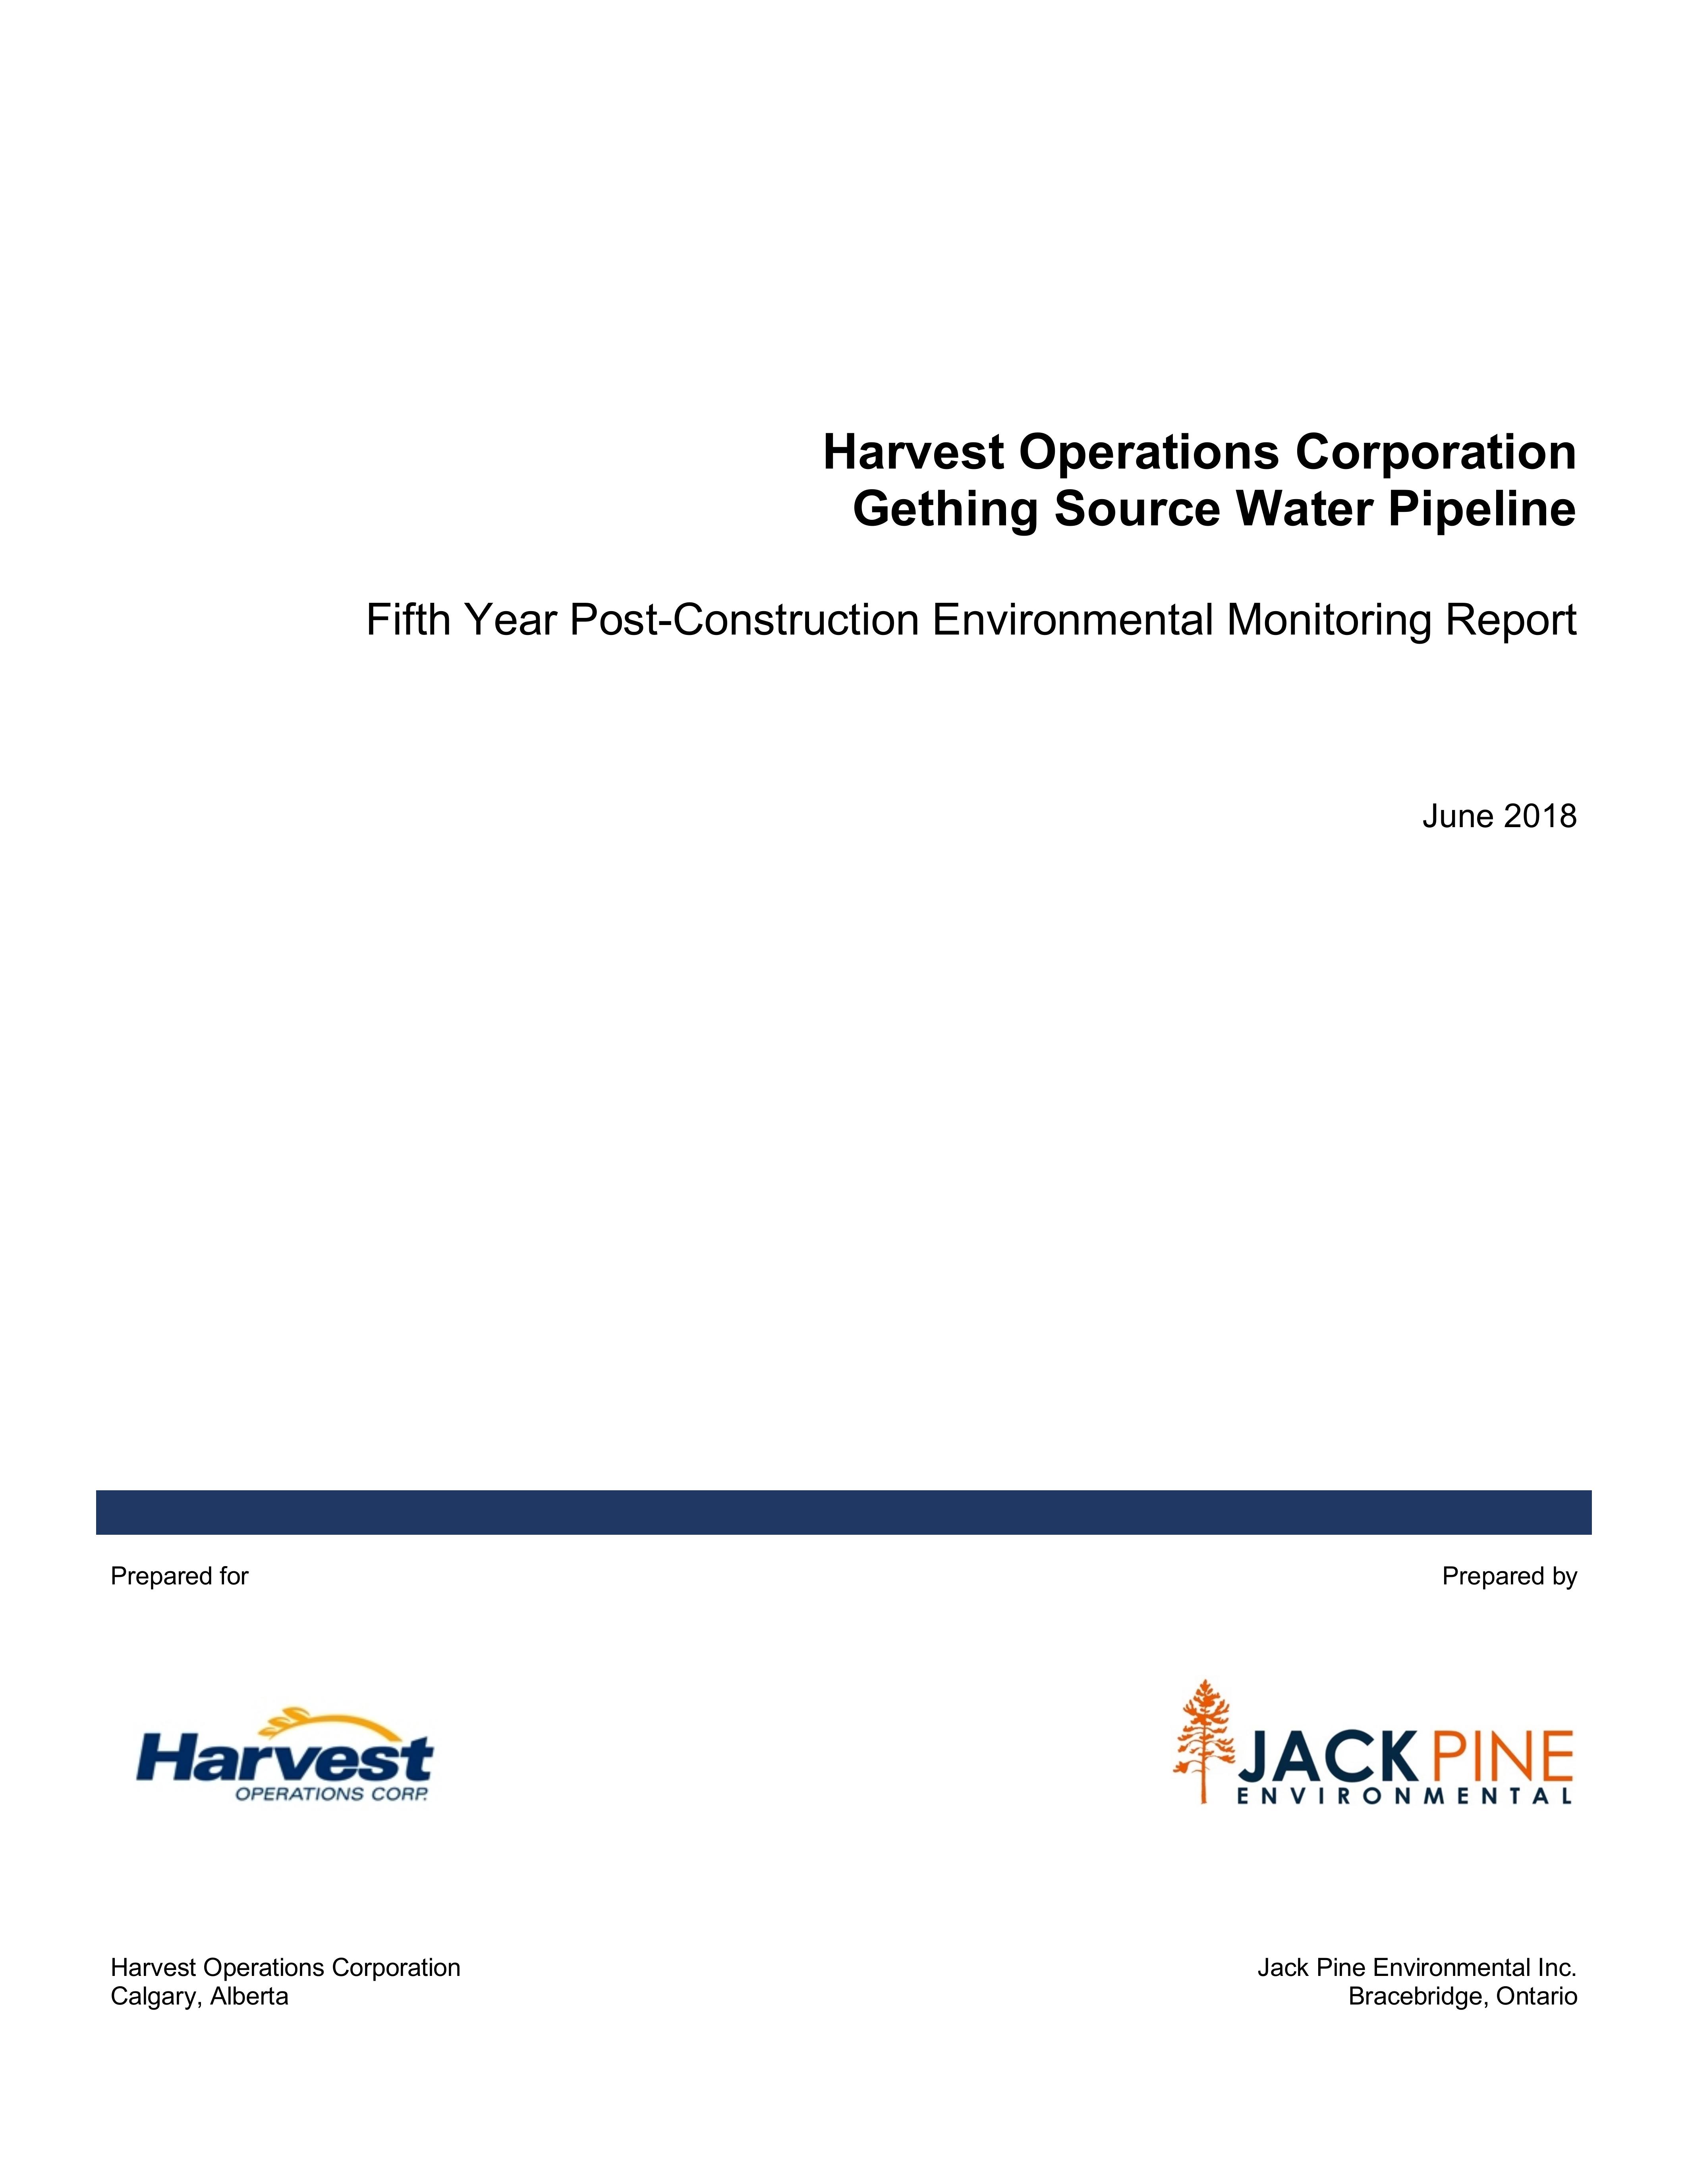 Harvest Operations Corporation
Gething Source Water Pipeline
Fifth Year Post-Construction Environmental Monitoring Report
June 2018
Prepared for
Prepared by
Harvest
OPERATIONS CORP.
JACK PINE
ENVIRONMENTAL
Harvest Operations Corporation
Calgary, Alberta
Jack Pine Environmental Inc.
Bracebridge, Ontario